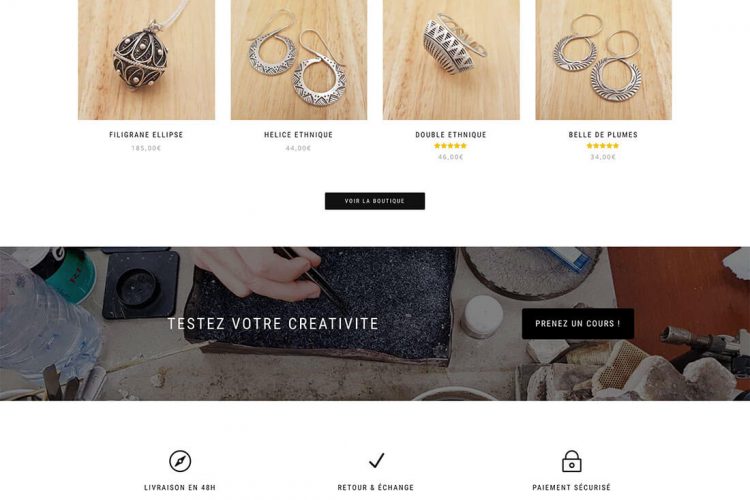 FILIGRANE ELLIPSE
185,00€
HELICE ETHNIQUE
44,00€
DOUBLE ETHNIQUE
46,00€
BELLE DE PLUMES
34,00€
VOIR LA BOUTIQUE
TESTEZ VOTRE CREATIVITE
PRENEZ UN COURS !
LIVRAISON EN 48H
RETOUR & ÉCHANGE
PAIEMENT SÉCURISÉ